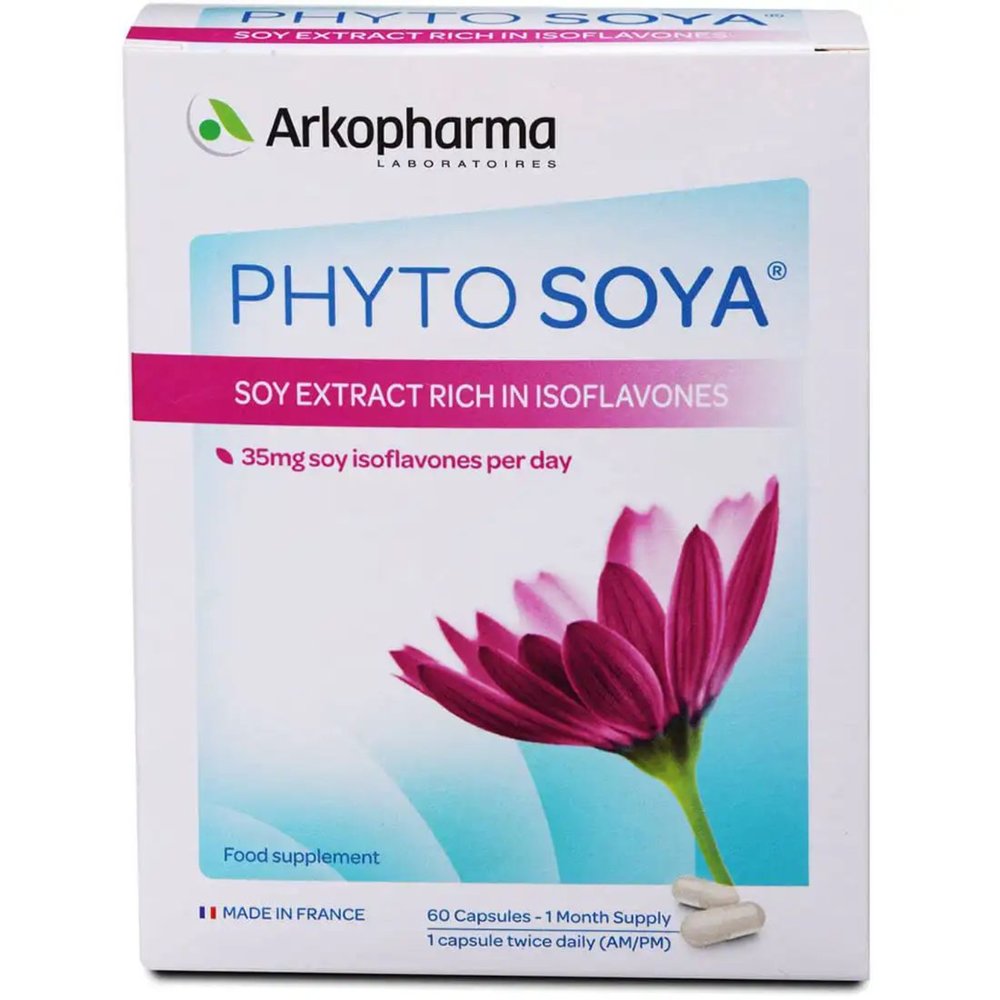 PHYTO SOYA®
SOY EXTRACT RICH IN ISOFLAVONES
Arkopharma
LABORATOIRES
PHYTO SOYA®
SOY EXTRACT RICH IN ISOFLAVONES
35mg soy isoflavones per day
Food supplement
MADE IN FRANCE
60 Capsules - 1 Month Supply
1 capsule twice daily (AM/PM)